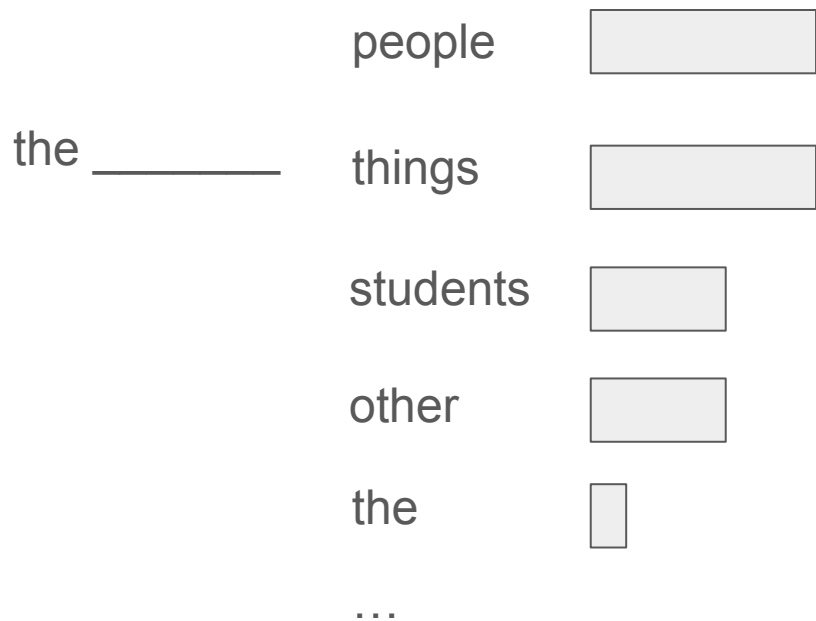 people
the _______
things
students
other
the
...